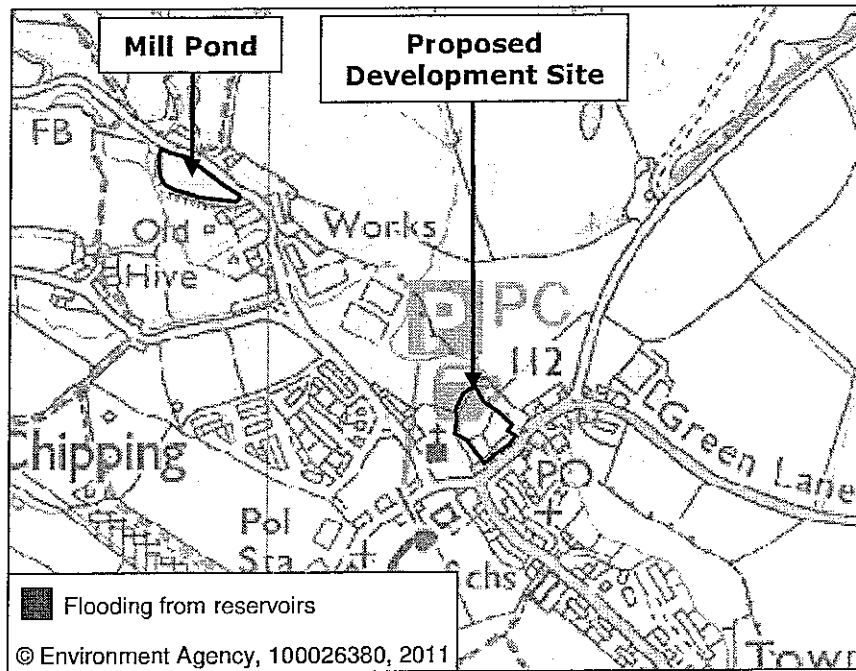 Mill Pond
Proposed
Development Site
FB
Old
Hive
Works
P PC
112
Chipping
Green Lane
PO
Pol
Sta
Schs
Town
Flooding from reservoirs
© Environment Agency, 100026380, 2011